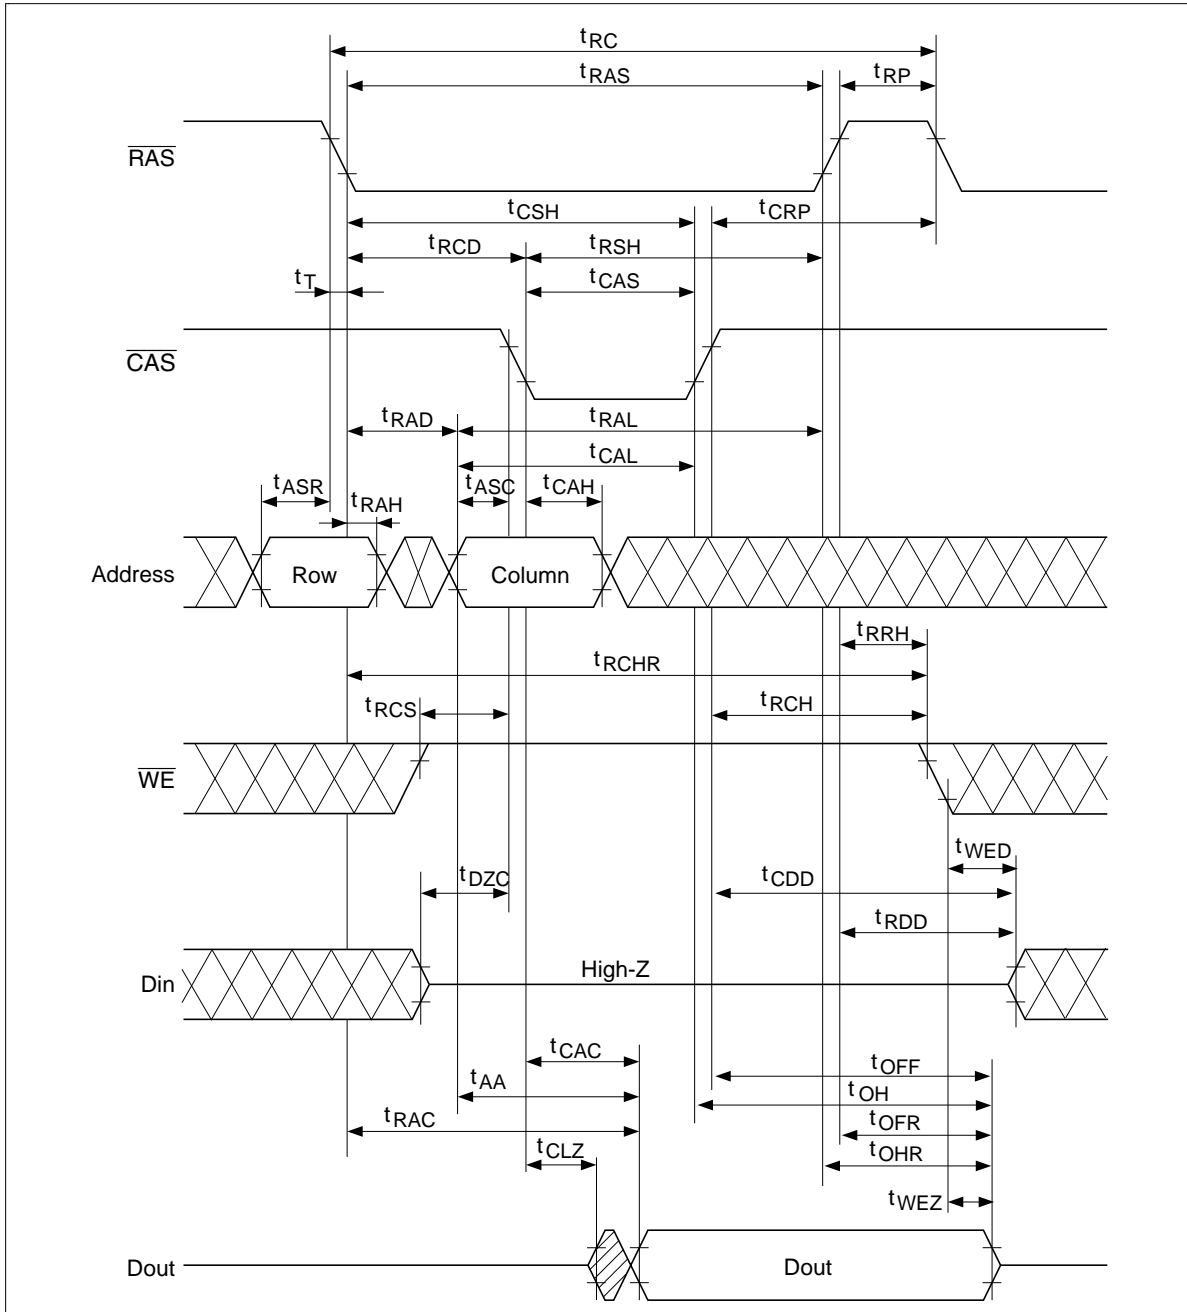 tRC
tRAS
tRP
RAS
tCSH
tCRP
tRCD
tRSH
tT
tCAS
CAS
tRAD
tRAL
tCAL
tASR
tASC
tCAH
tRAH
Address
Row
Column
tRRH
tRCHR
tRCS
tRCH
WE
tWED
tDZC
tCDD
tRDD
Din
High-Z
tCAC
tOFF
tAA
tOH
tRAC
tOFR
tCLZ
tOHR
tWEZ
Dout
Dout